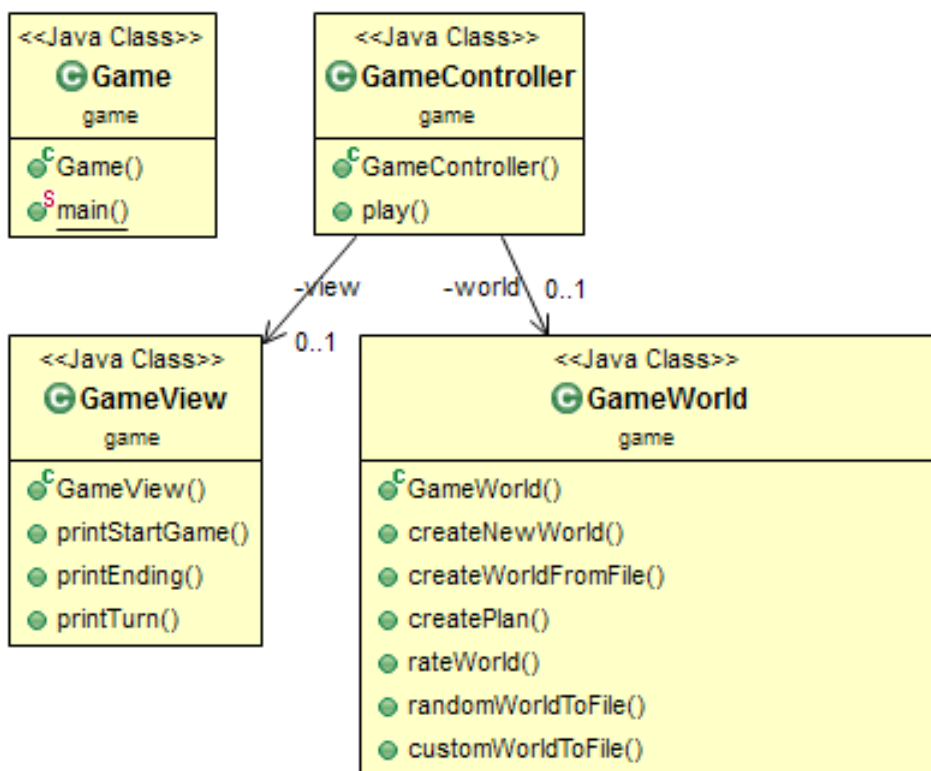 <<Java Class>>
Game
game
Game()
main()
<<Java Class>>
GameController
game
GameController()
play()
-view
0..1
-world
0..1
<<Java Class>>
GameView
game
GameView()
printStartGame()
printEnding()
printTurn()
<<Java Class>>
GameWorld
game
GameWorld()
createNewWorld()
createWorldFromFile()
createPlan()
rateWorld()
randomWorldToFile()
customWorldToFile()